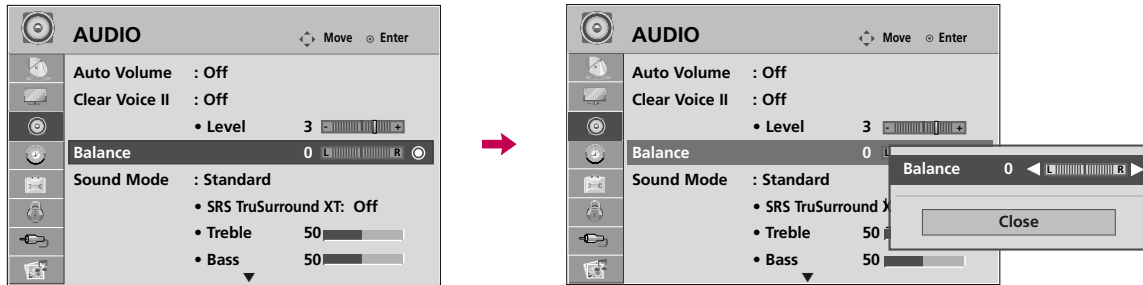 AUDIO
Move
Enter
Auto Volume : Off
Clear Voice II : Off
• Level 3 - +
Balance 0 L R
Sound Mode : Standard
• SRS TruSurround XT: Off
• Treble 50
• Bass 50
AUDIO
Move
Enter
Auto Volume : Off
Clear Voice II : Off
• Level 3 - +
Balance 0 L
Sound Mode : Standard
• SRS TruSurround X
• Treble 50
• Bass 50
Balance 0 L R
Close